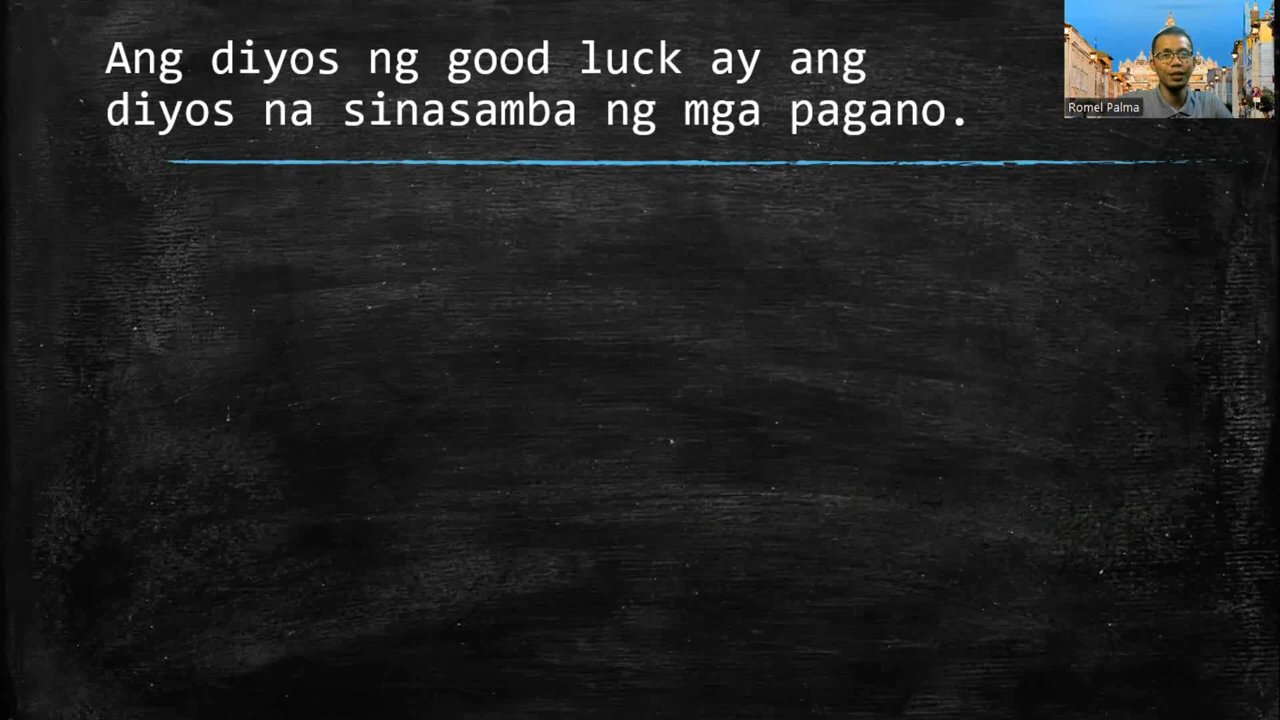 Ang diyos ng good luck ay ang
diyos na sinasamba ng mga pagano.
Romel Palma